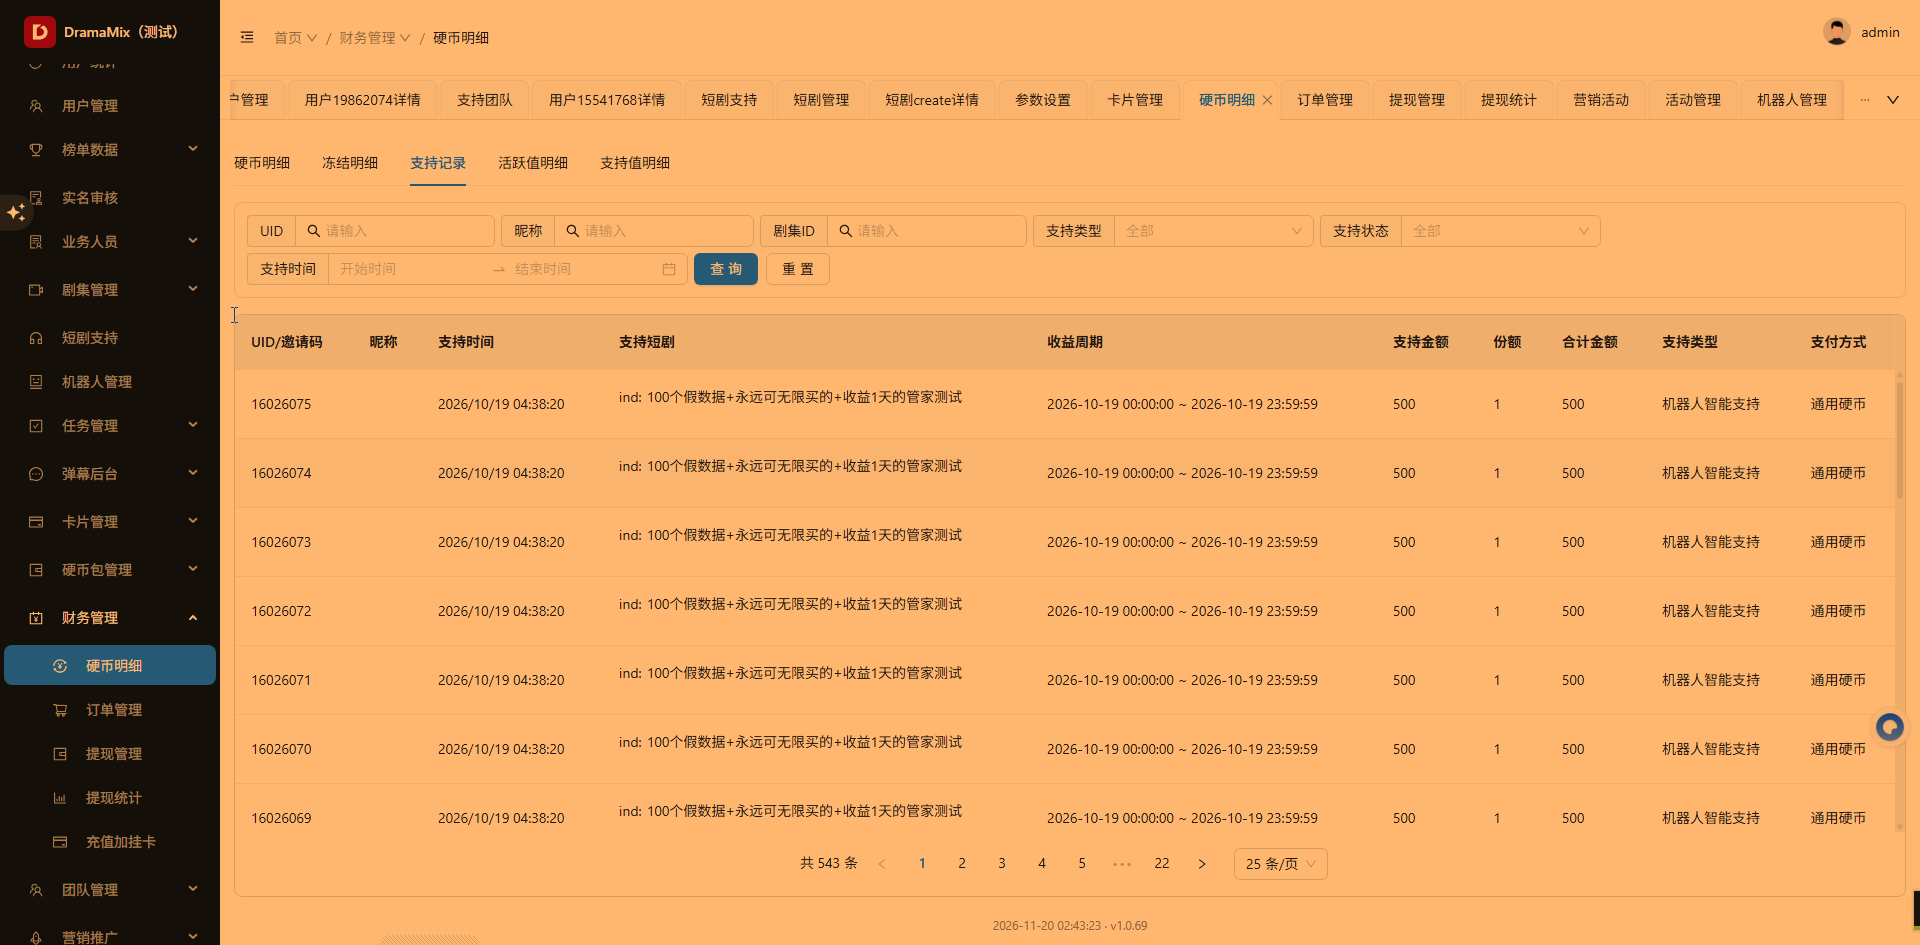 DramaMix（测试）
用户统计
用户管理
榜单数据
实名审核
业务人员
剧集管理
短剧支持
机器人管理
任务管理
弹幕后台
卡片管理
硬币包管理
财务管理
硬币明细
订单管理
提现管理
提现统计
充值加挂卡
团队管理
营销推广
首页 / 财务管理 / 硬币明细
admin
户管理 用户19862074详情 支持团队 用户15541768详情 短剧支持 短剧管理 短剧create详情 参数设置 卡片管理 硬币明细 订单管理 提现管理 提现统计 营销活动 活动管理 机器人管理 ···
硬币明细 冻结明细 支持记录 活跃值明细 支持值明细
UID 请输入 昵称 请输入 剧集ID 请输入 支持类型 全部 支持状态 全部
支持时间 开始时间 → 结束时间 查 询 重 置
UID/邀请码 昵称 支持时间 支持短剧 收益周期 支持金额 份额 合计金额 支持类型 支付方式
16026075 2026/10/19 04:38:20 ind: 100个假数据+永远可无限买的+收益1天的管家测试 2026-10-19 00:00:00 ~ 2026-10-19 23:59:59 500 1 500 机器人智能支持 通用硬币
16026074 2026/10/19 04:38:20 ind: 100个假数据+永远可无限买的+收益1天的管家测试 2026-10-19 00:00:00 ~ 2026-10-19 23:59:59 500 1 500 机器人智能支持 通用硬币
16026073 2026/10/19 04:38:20 ind: 100个假数据+永远可无限买的+收益1天的管家测试 2026-10-19 00:00:00 ~ 2026-10-19 23:59:59 500 1 500 机器人智能支持 通用硬币
16026072 2026/10/19 04:38:20 ind: 100个假数据+永远可无限买的+收益1天的管家测试 2026-10-19 00:00:00 ~ 2026-10-19 23:59:59 500 1 500 机器人智能支持 通用硬币
16026071 2026/10/19 04:38:20 ind: 100个假数据+永远可无限买的+收益1天的管家测试 2026-10-19 00:00:00 ~ 2026-10-19 23:59:59 500 1 500 机器人智能支持 通用硬币
16026070 2026/10/19 04:38:20 ind: 100个假数据+永远可无限买的+收益1天的管家测试 2026-10-19 00:00:00 ~ 2026-10-19 23:59:59 500 1 500 机器人智能支持 通用硬币
16026069 2026/10/19 04:38:20 ind: 100个假数据+永远可无限买的+收益1天的管家测试 2026-10-19 00:00:00 ~ 2026-10-19 23:59:59 500 1 500 机器人智能支持 通用硬币
共 543 条 < 1 2 3 4 5 ••• 22 > 25 条/页
2026-11-20 02:43:23 · v1.0.69